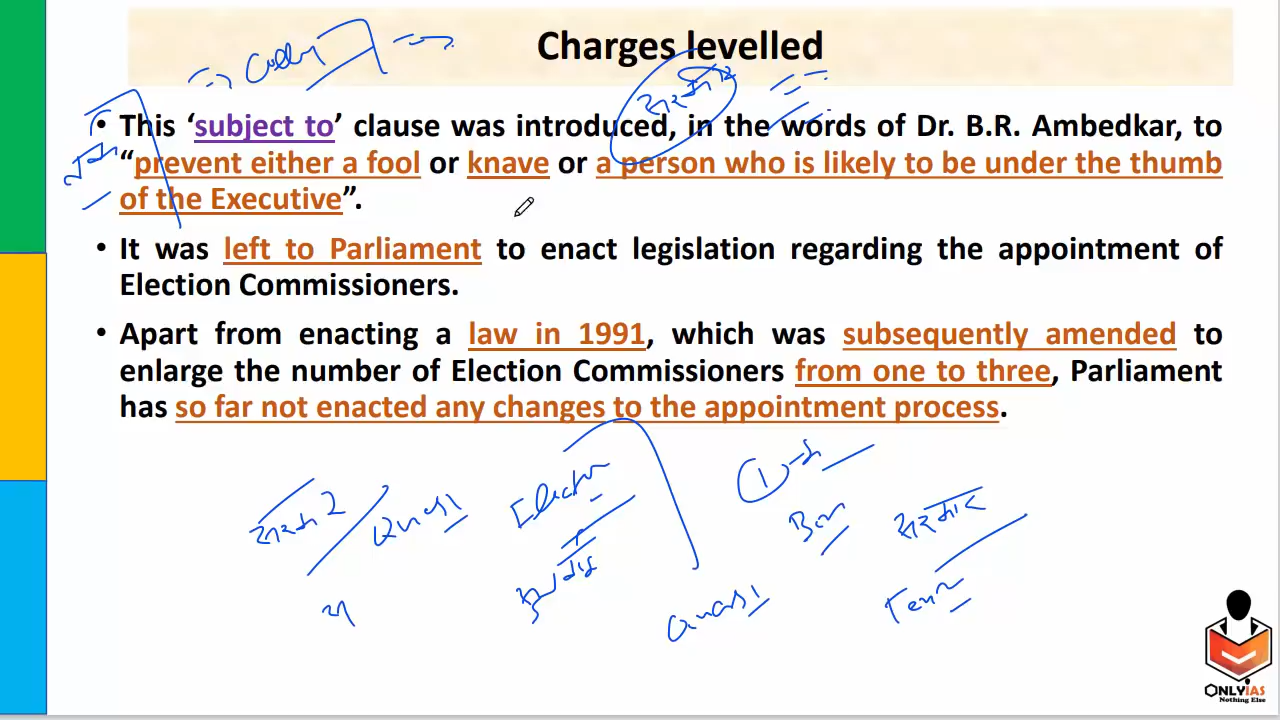 Charges levelled
• This ‘subject to’ clause was introduced, in the words of Dr. B.R. Ambedkar, to
“prevent either a fool or knave or a person who is likely to be under the thumb
of the Executive”.
• It was left to Parliament to enact legislation regarding the appointment of
Election Commissioners.
• Apart from enacting a law in 1991, which was subsequently amended to
enlarge the number of Election Commissioners from one to three, Parliament
has so far not enacted any changes to the appointment process.
1
सरकार
ONLYIAS
Nothing Else